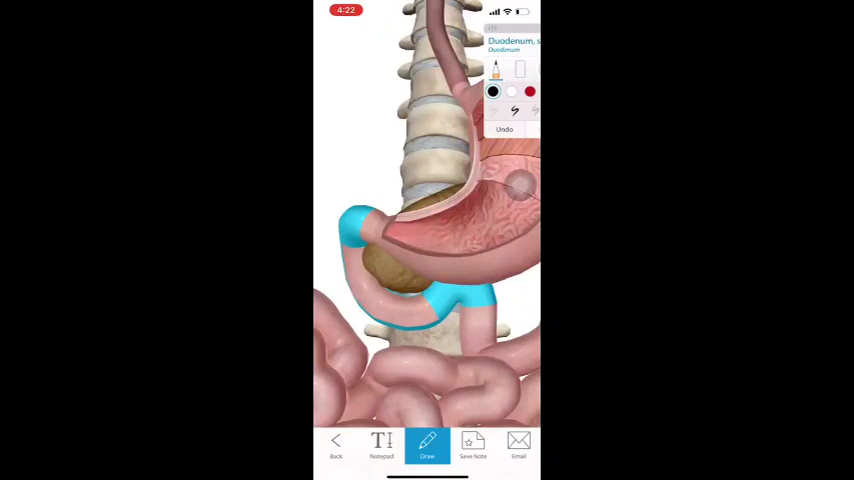 4:22
Duodenum, s
Duodenum
Undo
Back
Notepad
Draw
Save Note
Email